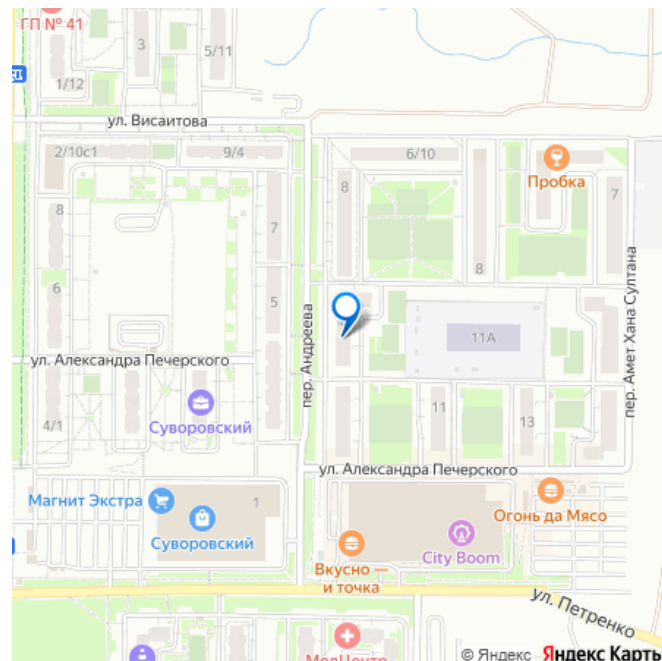 ГП № 41
3
5/11
1/12
ул. Висаитова
2/10с1
9/4
6/10
Пробка
8
7
8
7
8
6
5
11А
пер. Андреева
пер. Амет Хана Султана
ул. Александра Печерского
4/1
Суворовский
11
13
ул. Александра Печерского
Магнит Экстра
1
Суворовский
Огонь да Мясо
City Boom
Вкусно —
и точка
ул. Петренко
МедЦентр
© Яндекс Яндекс Карты